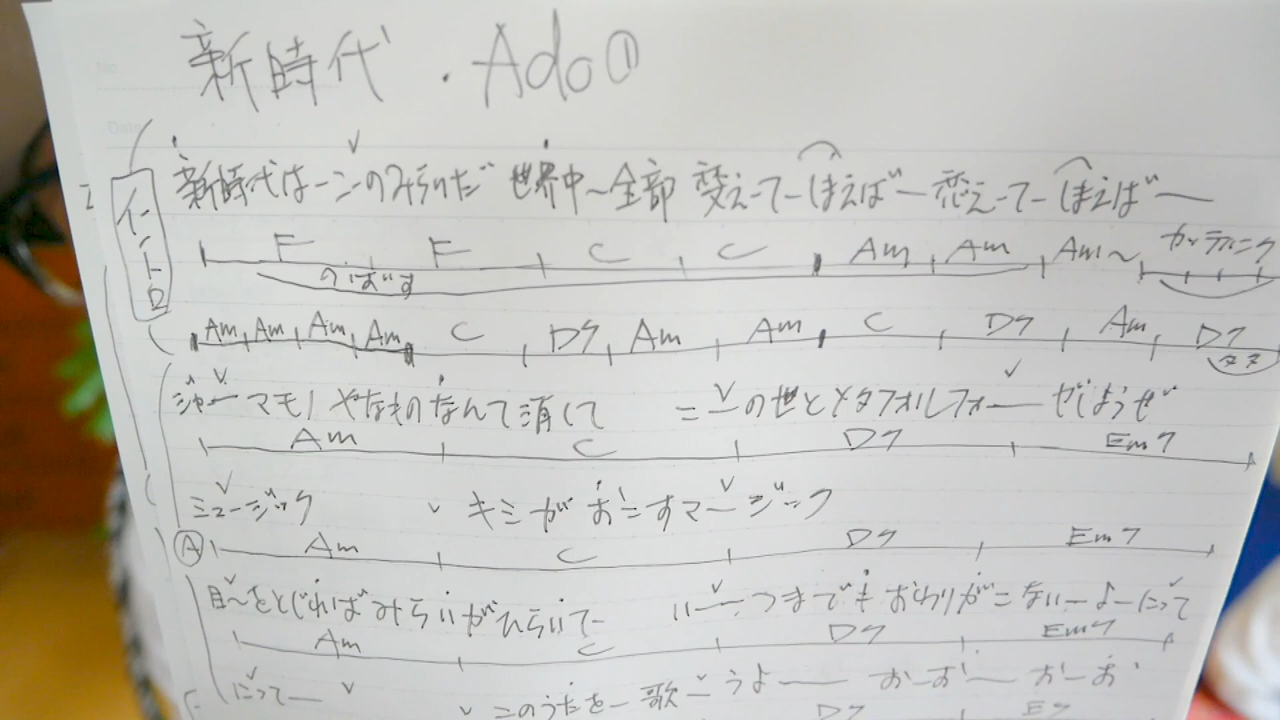 新時代・Ado①
イントロ
新時代はーこのみらいだ 世界中〜全部 変えてーしまえばー変えてーしまえばー
F F C C Am Am Am〜 カッティング
のばす
Am Am Am Am C D7 Am Am C D7 Am D7
ジャーマモノ やなものなんて消して このー世とメタフォルフォーーぜしようぜ
Am C D7 Em7
ミュージック キミがおこすマージック
Ⓐ Am C D7 Em7
目〜をとじればみらいがひらいてー いーつまでもおわりがこないーよーにって
Am C D7 Em7
にってー このうたをー歌うよーー
D7 E7